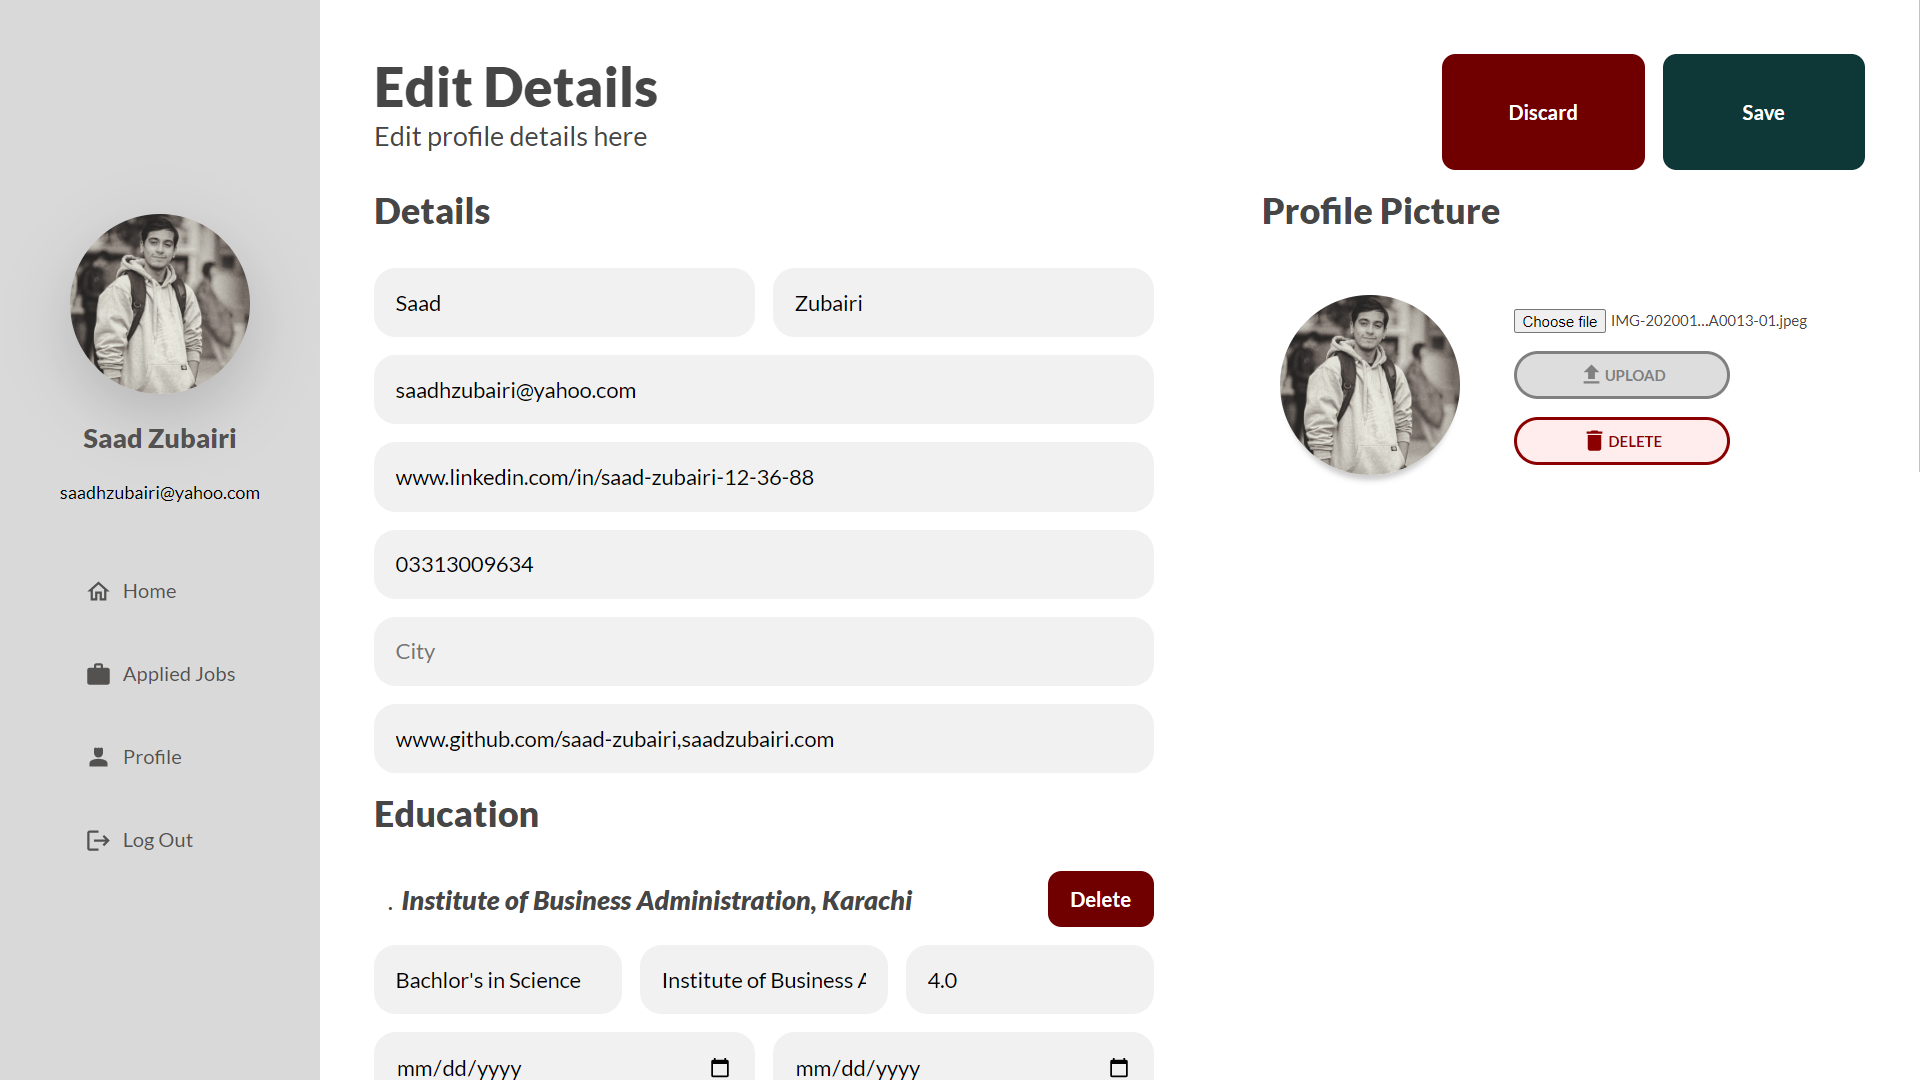 Saad Zubairi
saadhzubairi@yahoo.com
Home
Applied Jobs
Profile
Log Out
Edit Details
Edit profile details here
Discard
Save
Details
Saad
Zubairi
saadhzubairi@yahoo.com
www.linkedin.com/in/saad-zubairi-12-36-88
03313009634
City
www.github.com/saad-zubairi,saadzubairi.com
Profile Picture
Choose file IMG-202001...A0013-01.jpeg
UPLOAD
DELETE
Education
. Institute of Business Administration, Karachi
Delete
Bachlor's in Science
Institute of Business A
4.0
mm/dd/yyyy
mm/dd/yyyy